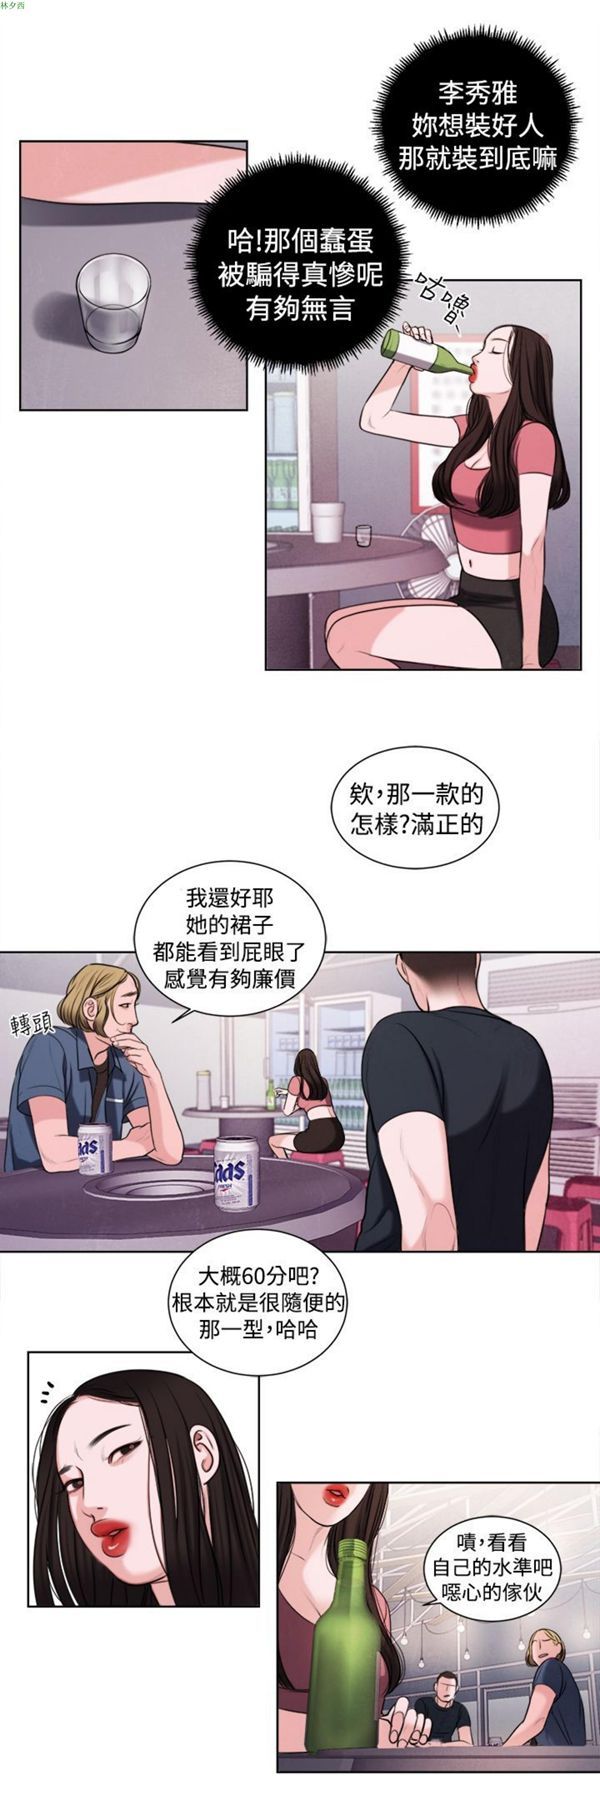 林夕西
李秀雅
妳想裝好人
那就裝到底嘛
哈!那個蠢蛋
被騙得真慘呢
有夠無言
咕嚕、
欸,那一款的
怎樣?滿正的
我還好耶
她的裙子
都能看到屁眼了
感覺有夠廉價
轉頭
FRESH
大概60分吧?
根本就是很隨便的
那一型,哈哈
嘖,看看
自己的水準吧
噁心的傢伙